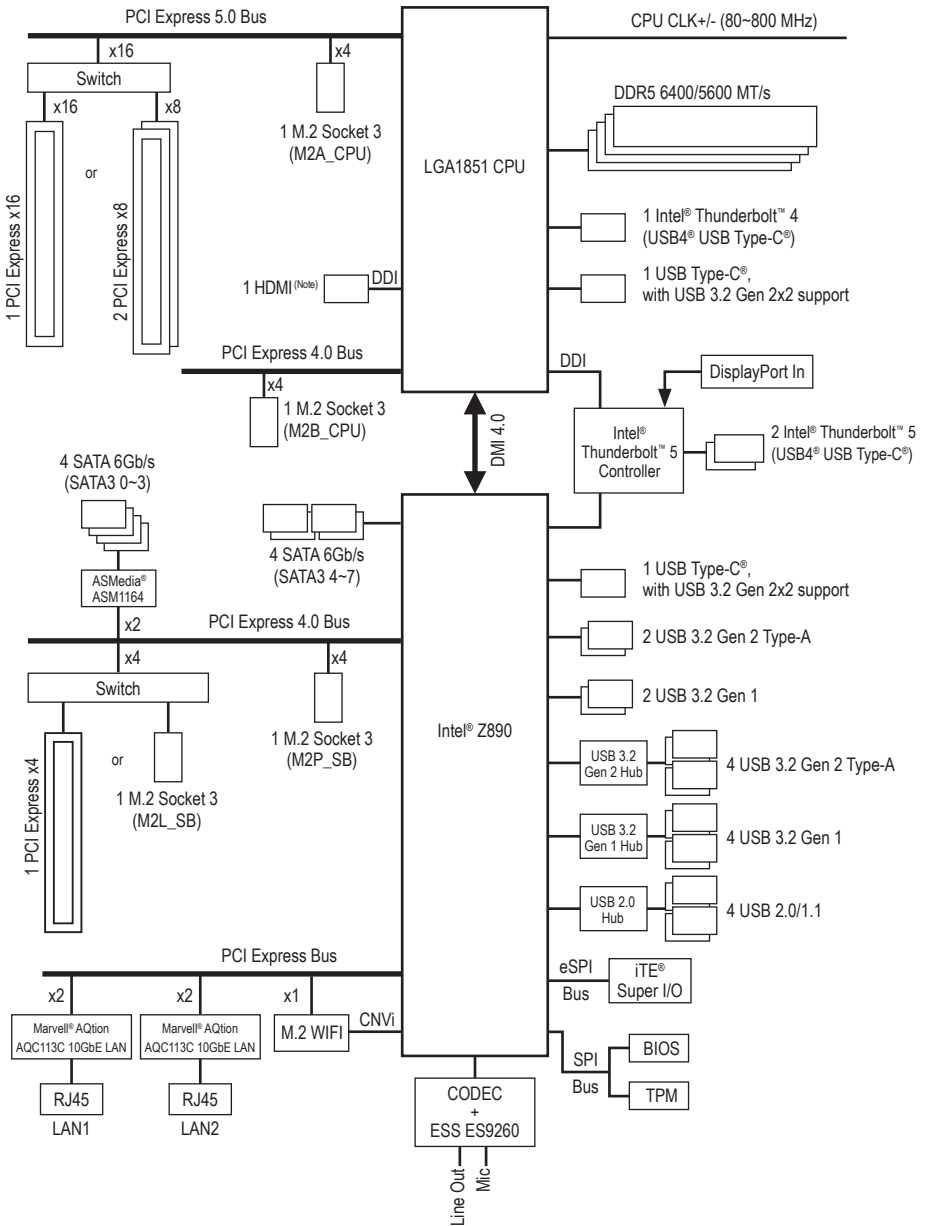 PCI Express 5.0 Bus
CPU CLK+/- (80~800 MHz)
x16
x4
Switch
x16
x8
1 PCI Express x16
or
2 PCI Express x8
1 M.2 Socket 3
(M2A_CPU)
LGA1851 CPU
DDR5 6400/5600 MT/s
1 Intel® Thunderbolt™ 4
(USB4® USB Type-C®)
1 HDMI (Note)
DDI
1 USB Type-C®,
with USB 3.2 Gen 2x2 support
PCI Express 4.0 Bus
x4
1 M.2 Socket 3
(M2B_CPU)
DMI 4.0
DDI
DisplayPort In
Intel®
Thunderbolt™ 5
Controller
2 Intel® Thunderbolt™ 5
(USB4® USB Type-C®)
4 SATA 6Gb/s
(SATA3 0~3)
ASMedia®
ASM1164
x2
4 SATA 6Gb/s
(SATA3 4~7)
PCI Express 4.0 Bus
x4
x4
Switch
1 PCI Express x4
or
1 M.2 Socket 3
(M2L_SB)
1 M.2 Socket 3
(M2P_SB)
Intel® Z890
1 USB Type-C®,
with USB 3.2 Gen 2x2 support
2 USB 3.2 Gen 2 Type-A
2 USB 3.2 Gen 1
USB 3.2
Gen 2 Hub
4 USB 3.2 Gen 2 Type-A
USB 3.2
Gen 1 Hub
4 USB 3.2 Gen 1
USB 2.0
Hub
4 USB 2.0/1.1
PCI Express Bus
x2
x2
x1
Marvell® AQtion
AQC113C 10GbE LAN
Marvell® AQtion
AQC113C 10GbE LAN
M.2 WIFI
CNVi
RJ45
LAN1
RJ45
LAN2
eSPI
Bus
iTE®
Super I/O
SPI
Bus
BIOS
TPM
CODEC
+
ESS ES9260
Line Out
Mic